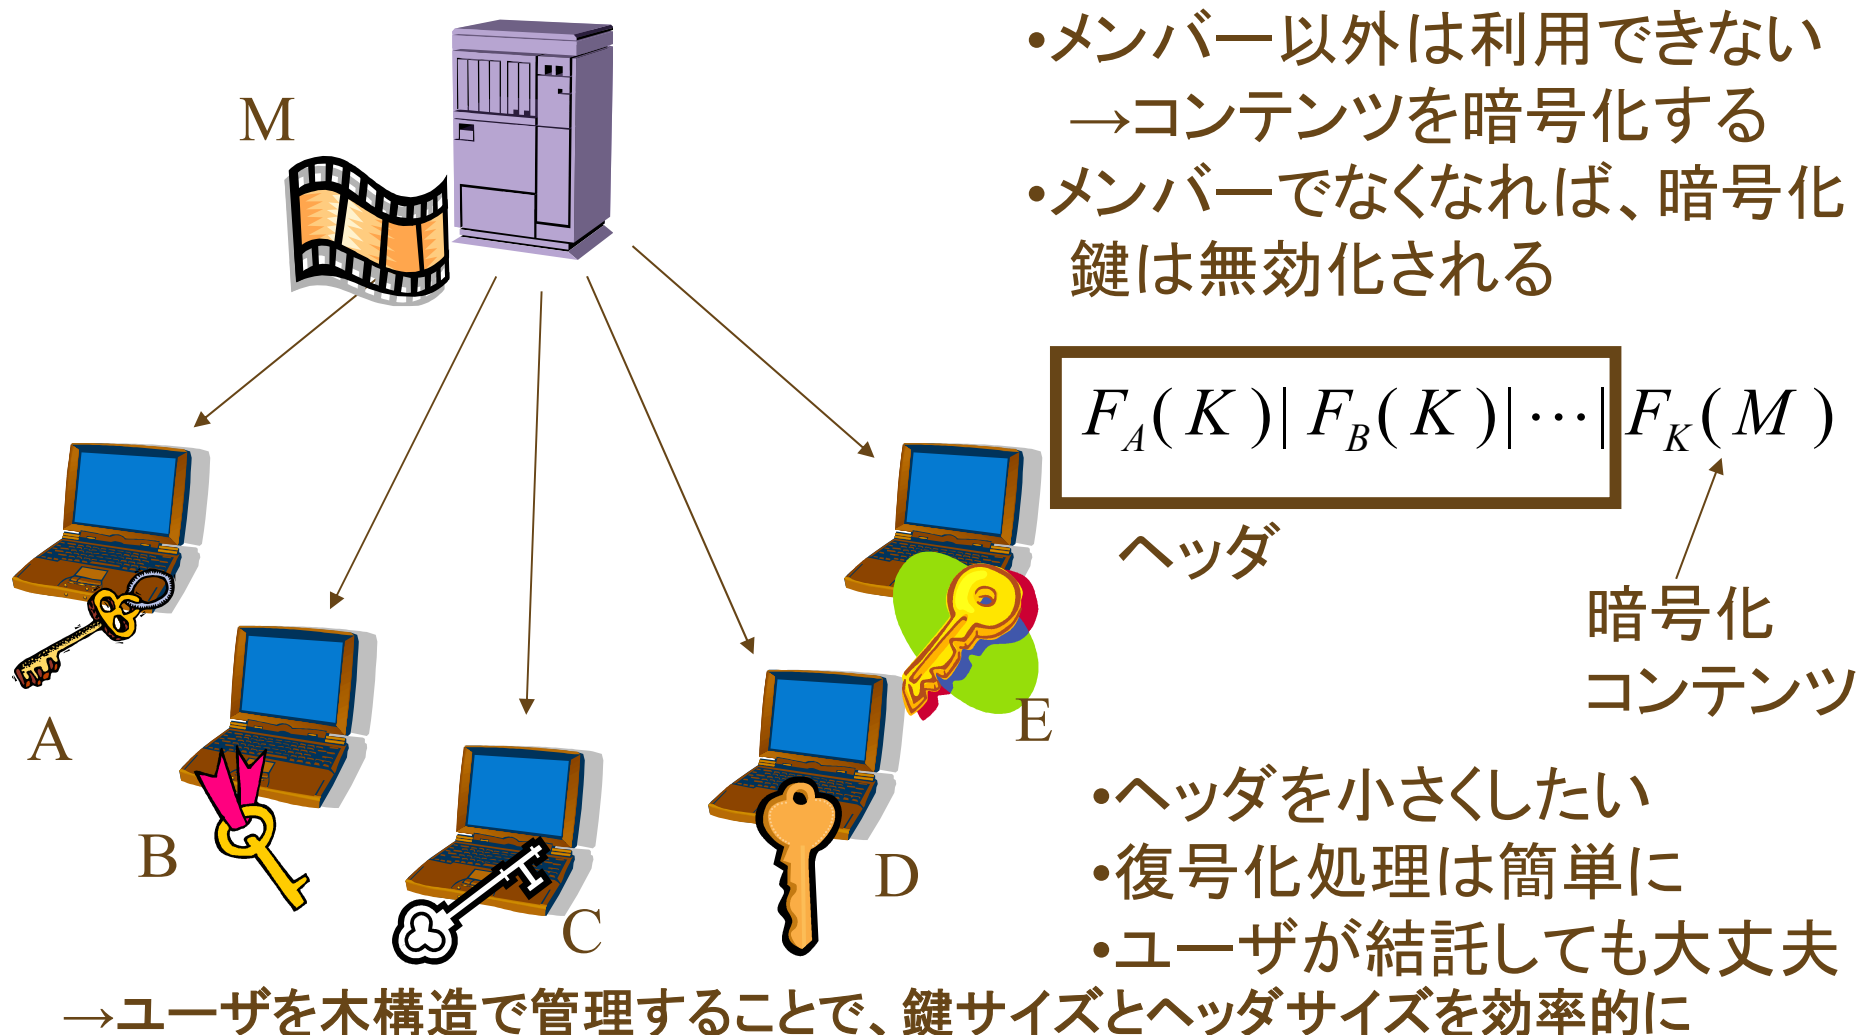 M
•メンバー以外は利用できない
→コンテンツを暗号化する
•メンバーでなくなれば、暗号化
鍵は無効化される
F_A(K)| F_B(K)|⋯| F_K(M)
ヘッダ
暗号化
コンテンツ
A
B
C
D
E
•ヘッダを小さくしたい
•復号化処理は簡単に
•ユーザが結託しても大丈夫
→ユーザを木構造で管理することで、鍵サイズとヘッダサイズを効率的に